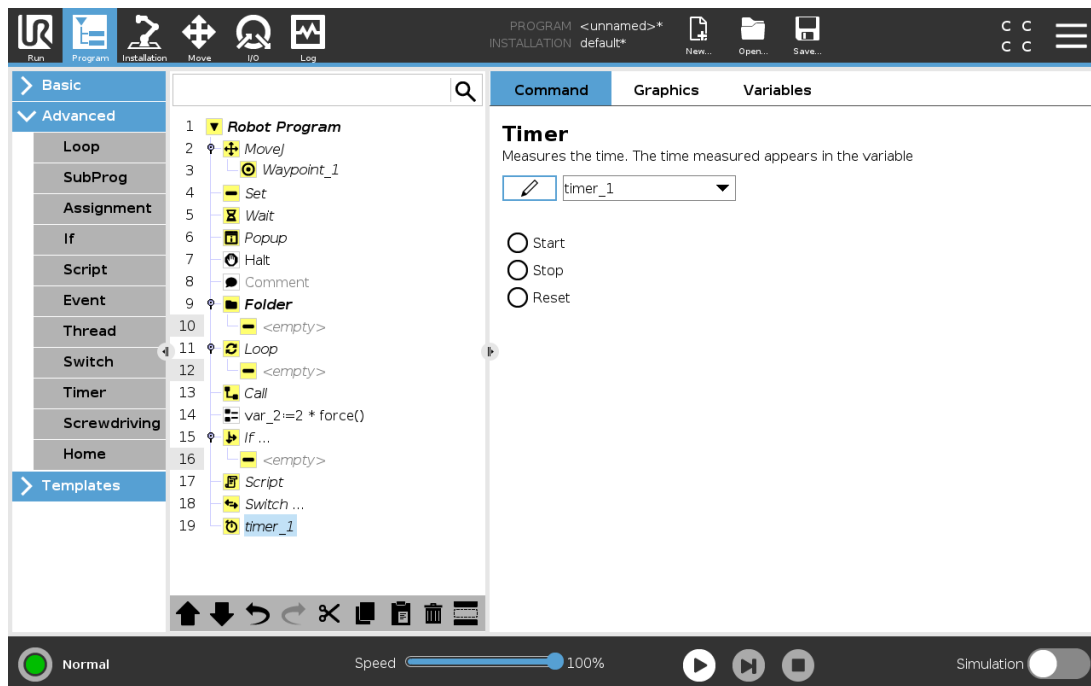 UR
Run
Program
Installation
Move
I/O
Log
PROGRAM <unnamed>*
INSTALLATION default*
New...
Open...
Save...
C C
C C
Basic
Advanced
Loop
SubProg
Assignment
If
Script
Event
Thread
Switch
Timer
Screwdriving
Home
Templates
1 Robot Program
2 MoveJ
3 Waypoint_1
4 Set
5 Wait
6 Popup
7 Halt
8 Comment
9 Folder
10 <empty>
11 Loop
12 <empty>
13 Call
14 var_2:=2 * force()
15 If ...
16 <empty>
17 Script
18 Switch ...
19 timer_1
Command Graphics Variables
Timer
Measures the time. The time measured appears in the variable
timer_1
Start
Stop
Reset
Normal
Speed 100%
Simulation